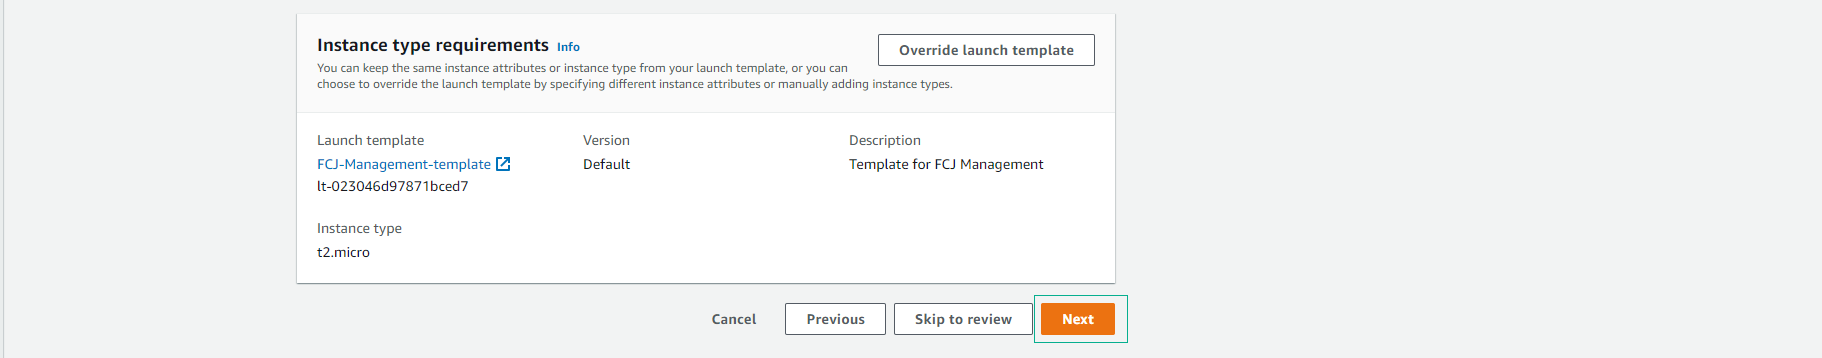 Instance type requirements Info
Override launch template
You can keep the same instance attributes or instance type from your launch template, or you can
choose to override the launch template by specifying different instance attributes or manually adding instance types.
Launch template
FCJ-Management-template
lt-023046d97871bced7
Version
Default
Description
Template for FCJ Management
Instance type
t2.micro
Cancel
Previous
Skip to review
Next